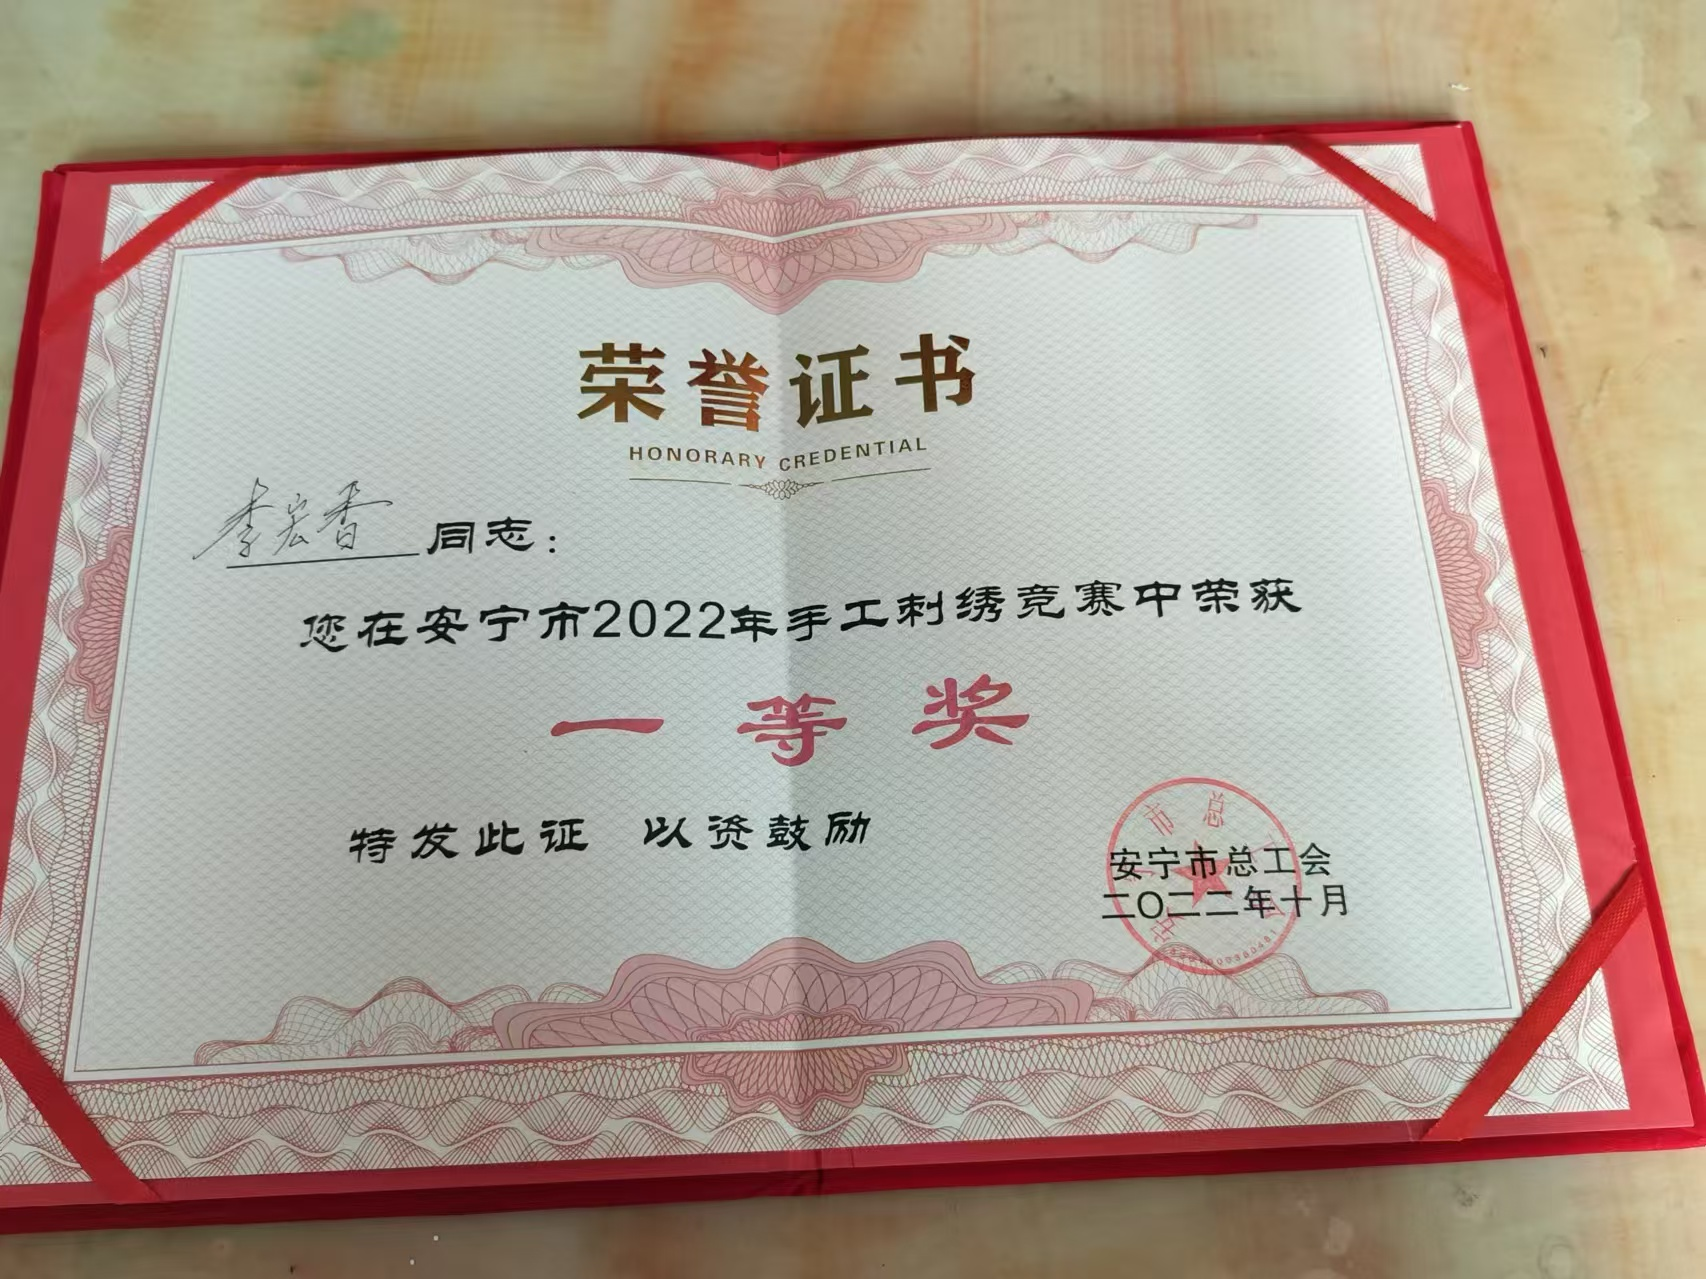 荣誉证书
HONORARY CREDENTIAL
李宏香同志：
您在安宁市2022年手工刺绣竞赛中荣获
一等奖
特发此证 以资鼓励
安宁市总工会
二〇二二年十月